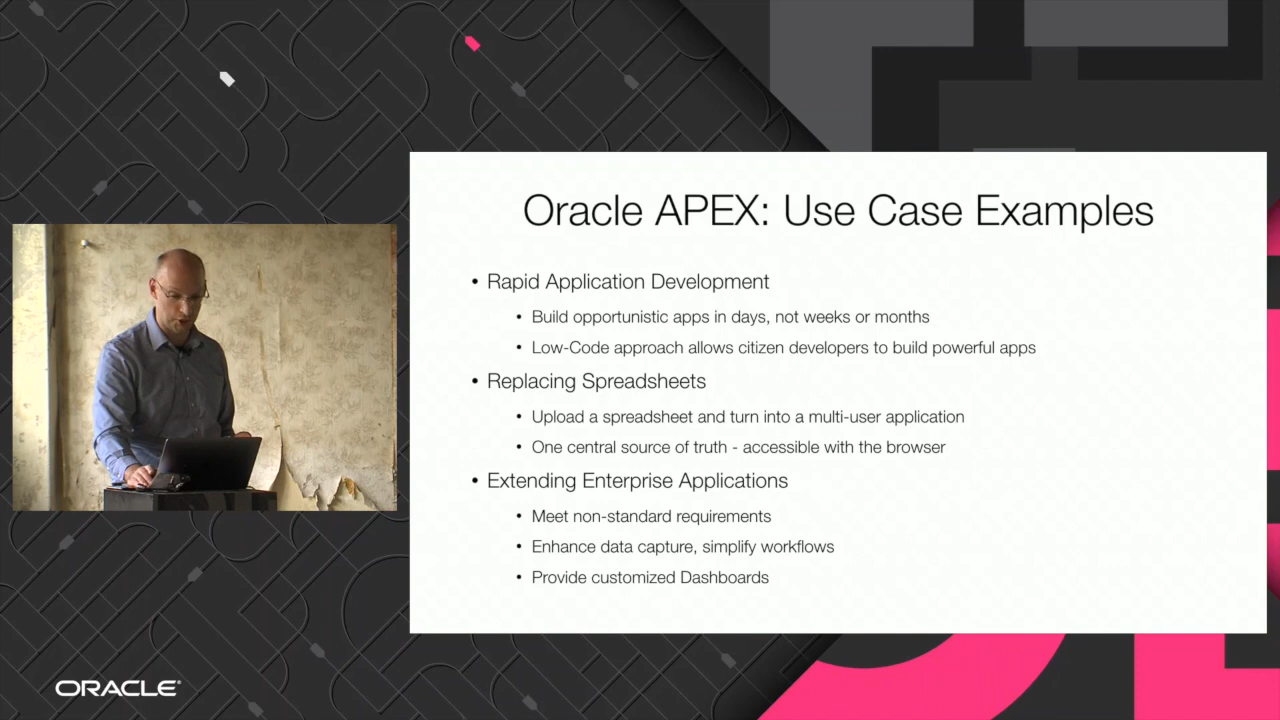 Oracle APEX: Use Case Examples
• Rapid Application Development
• Build opportunistic apps in days, not weeks or months
• Low-Code approach allows citizen developers to build powerful apps
• Replacing Spreadsheets
• Upload a spreadsheet and turn into a multi-user application
• One central source of truth - accessible with the browser
• Extending Enterprise Applications
• Meet non-standard requirements
• Enhance data capture, simplify workflows
• Provide customized Dashboards
ORACLE®